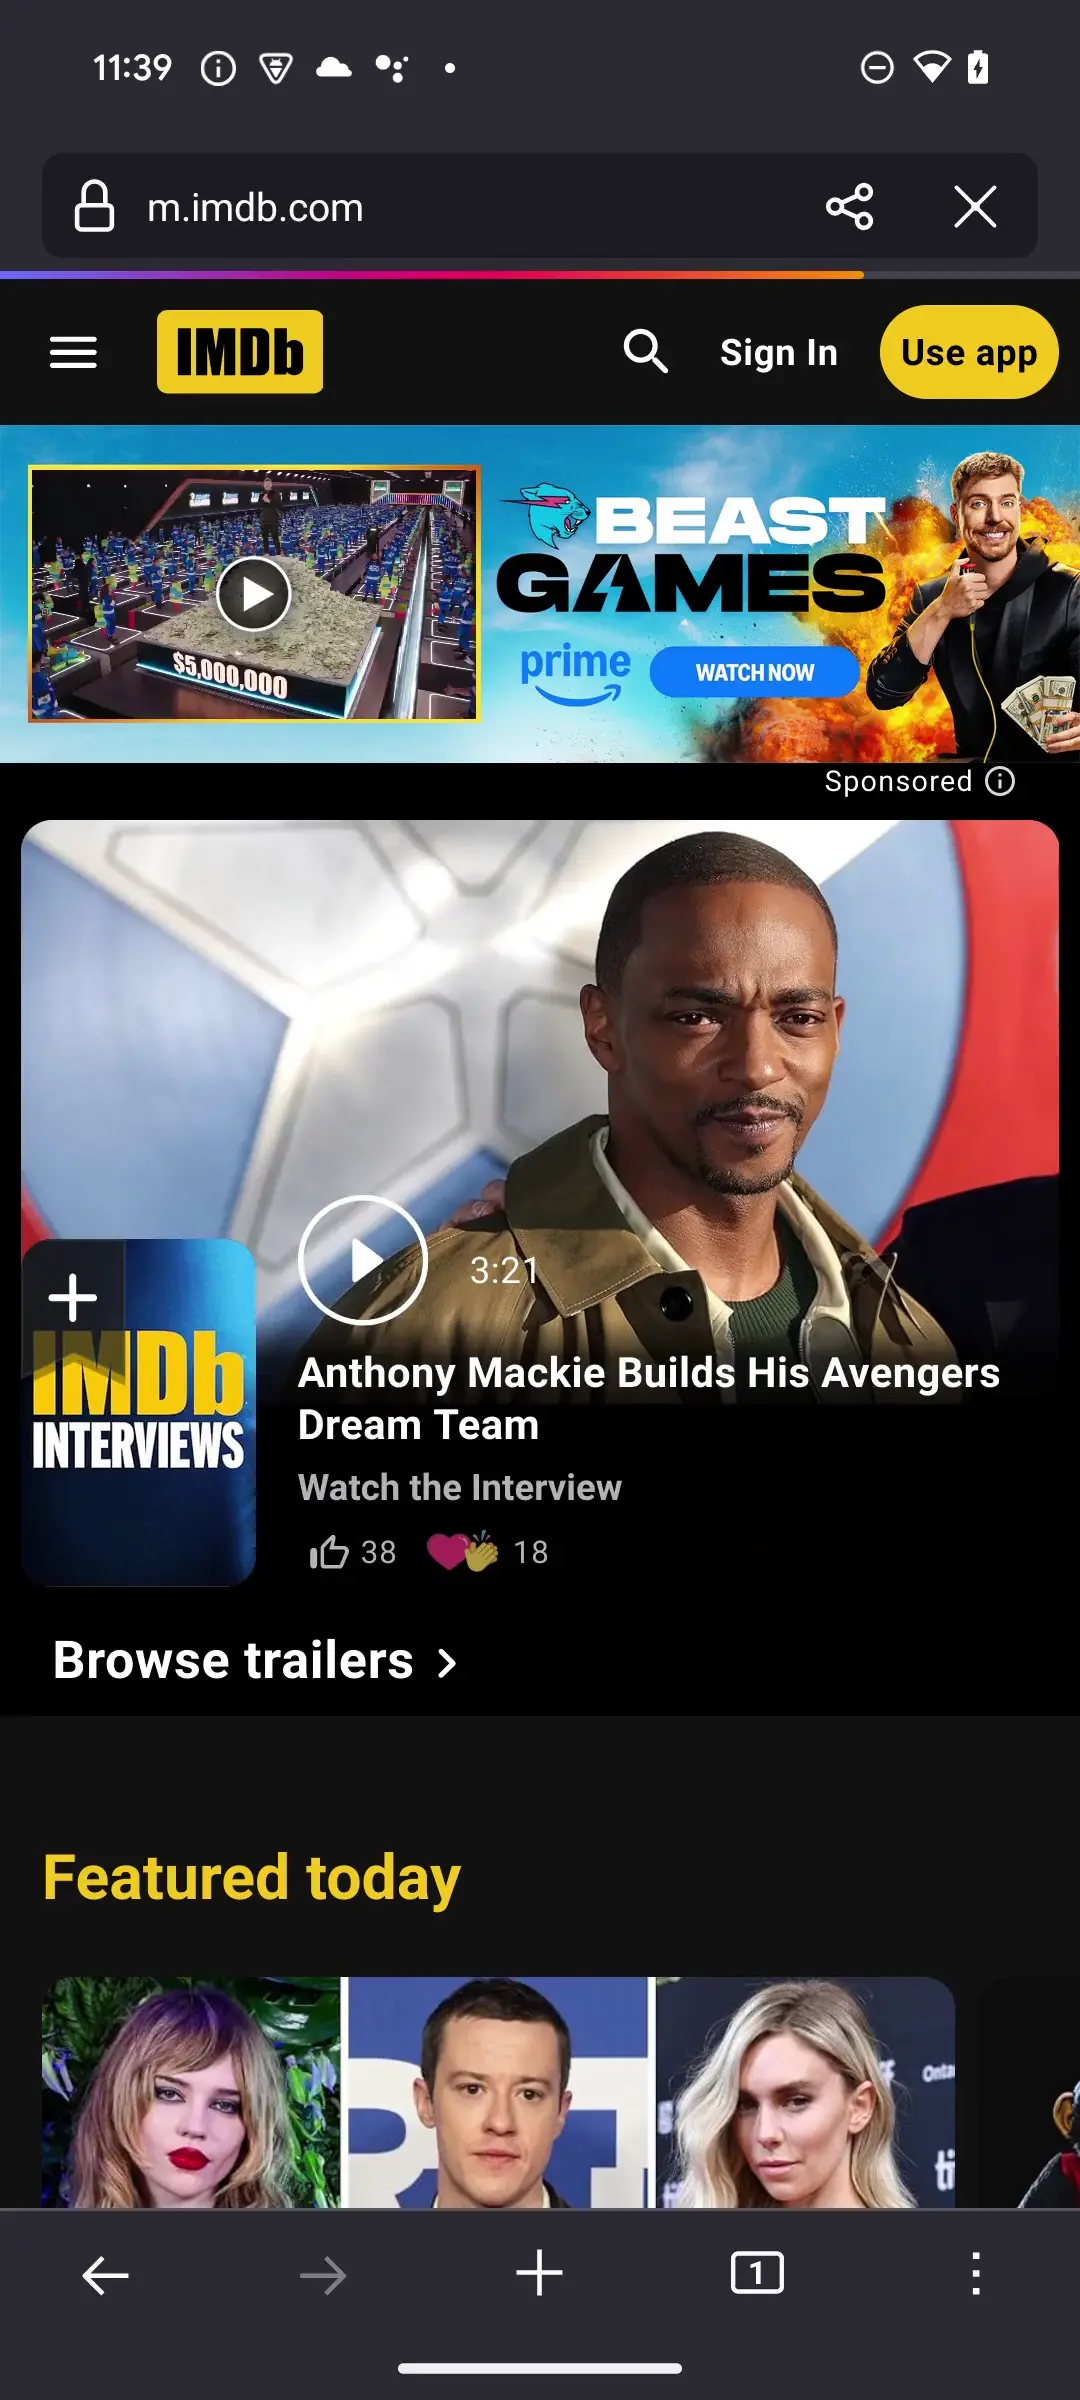 11:39
m.imdb.com
IMDb
Sign In
Use app
$5,000,000
BEAST
GAMES
prime
WATCH NOW
Sponsored
3:21
IMDb
INTERVIEWS
Anthony Mackie Builds His Avengers
Dream Team
Watch the Interview
38
18
Browse trailers
Featured today
Onta
1